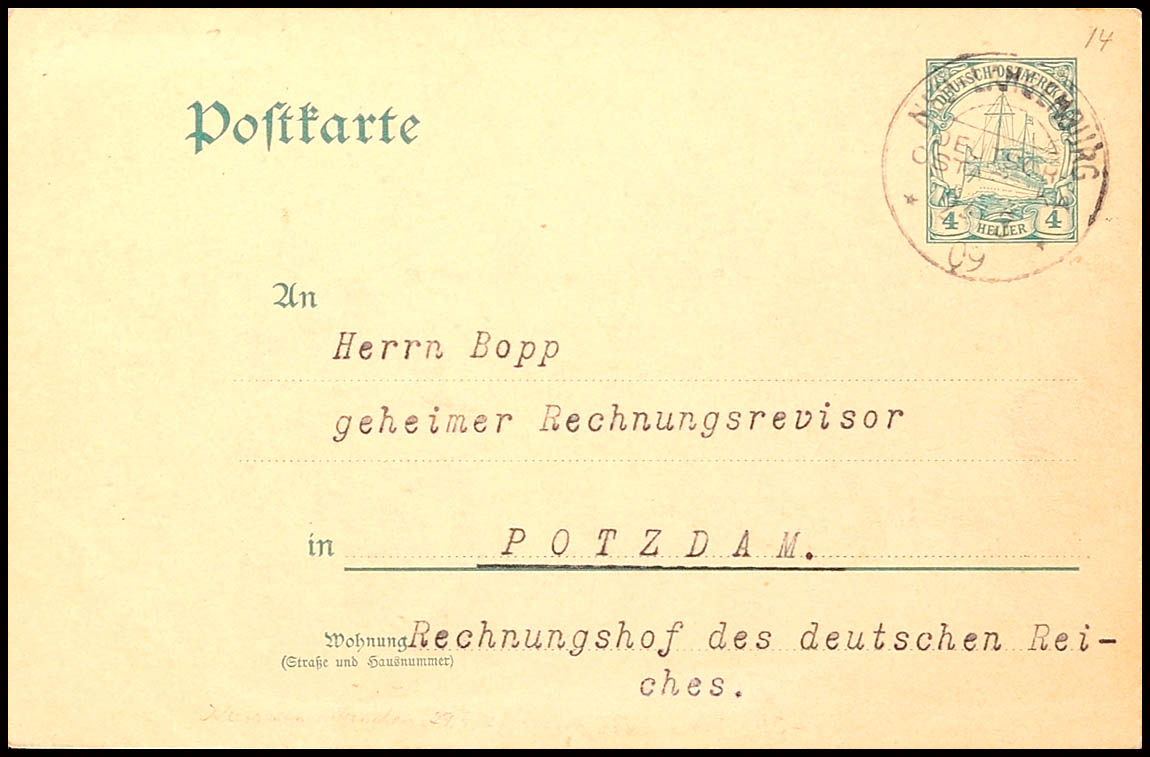 14
Postkarte
DEUTSCH-OSTAFRIKA
4 HELLER 4
09
An
Herrn Bopp
geheimer Rechnungsrevisor
in POTZDAM.
Wohnung Rechnungshof des deutschen Rei-
(Straße und Hausnummer)
ches.